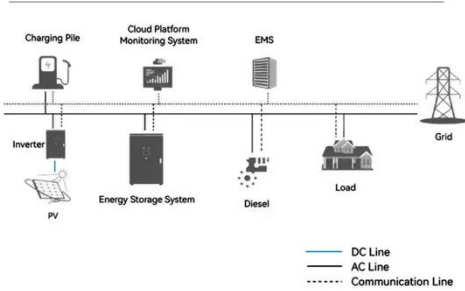 Charging Pile
Cloud Platform
Monitoring System
EMS
Grid
Inverter
PV
Energy Storage System
Diesel
Load
DC Line
AC Line
Communication Line